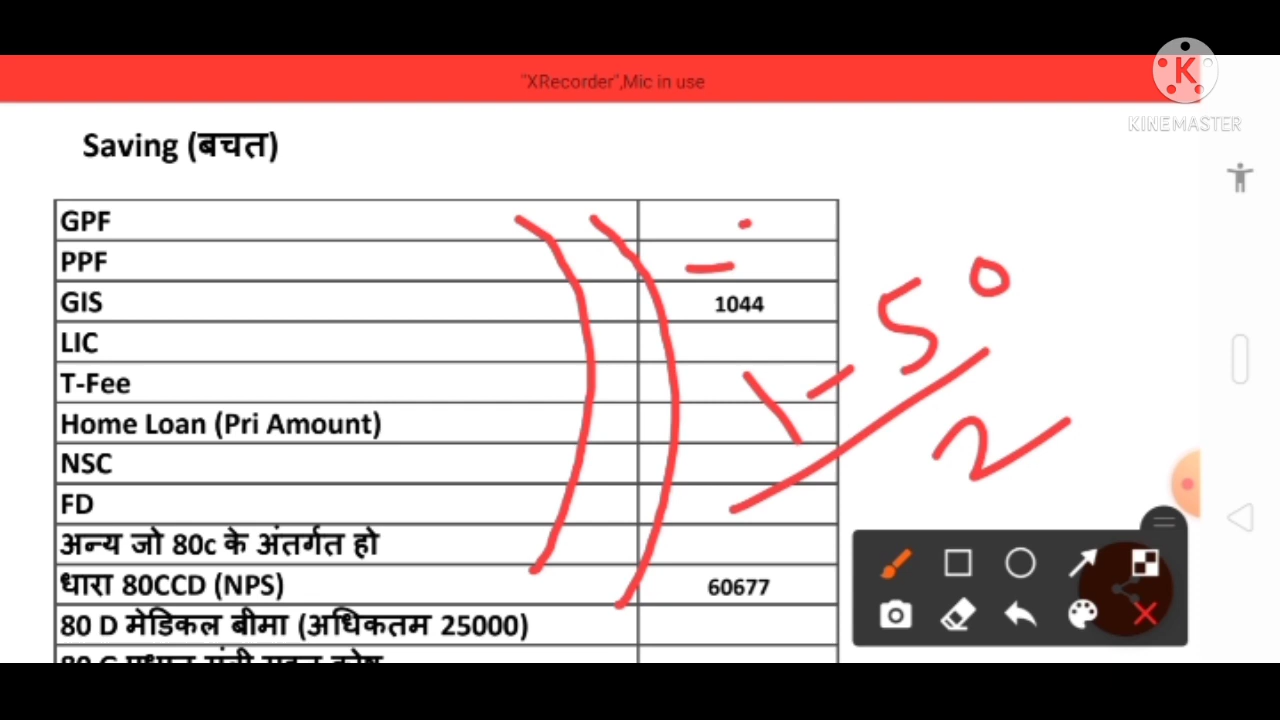 "XRecorder",Mic in use
K
KINEMASTER
Saving (बचत)
GPF
PPF
GIS 1044
LIC
T-Fee
Home Loan (Pri Amount)
NSC
FD
अन्य जो 80c के अंतर्गत हो
धारा 80CCD (NPS) 60677
80 D मेडिकल बीमा (अधिकतम 25000)